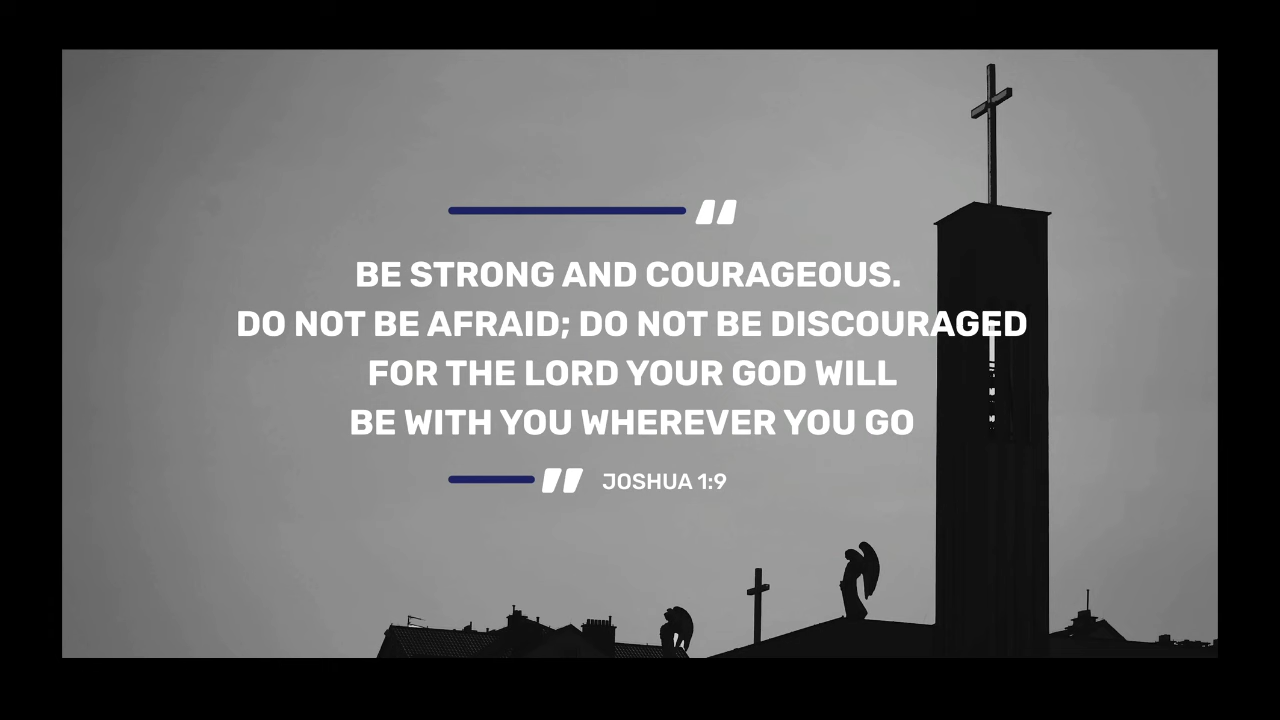 "
BE STRONG AND COURAGEOUS.
DO NOT BE AFRAID; DO NOT BE DISCOURAGED
FOR THE LORD YOUR GOD WILL
BE WITH YOU WHEREVER YOU GO
" JOSHUA 1:9